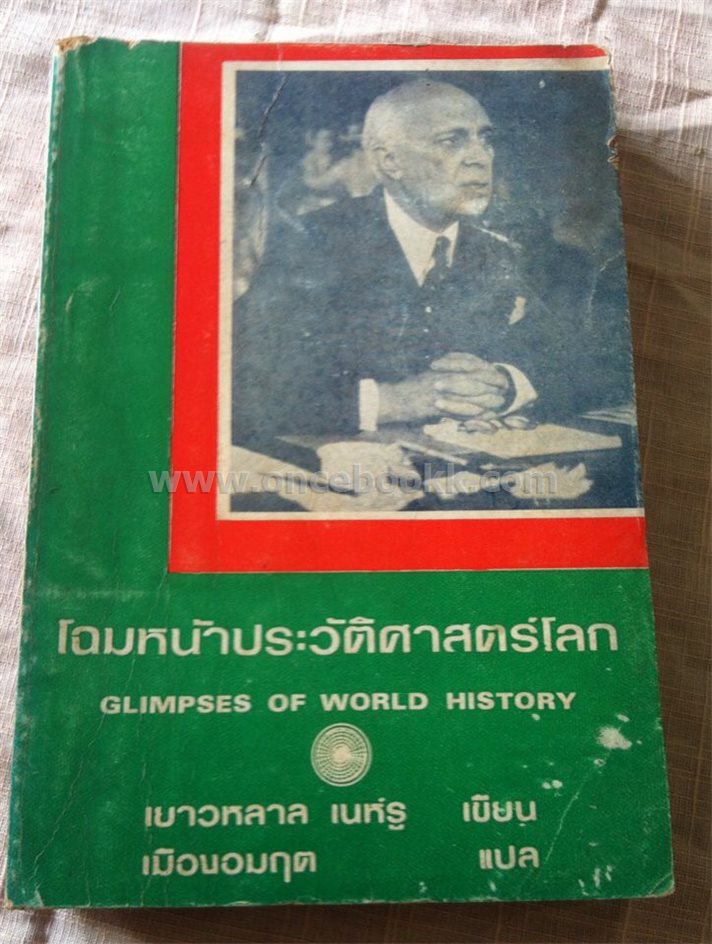 www.oncebookk.com
โฉมหน้าประวัติศาสตร์โลก
GLIMPSES OF WORLD HISTORY
เยาวหลาล เนห์รู เขียน
เมืองอมฤต แปล